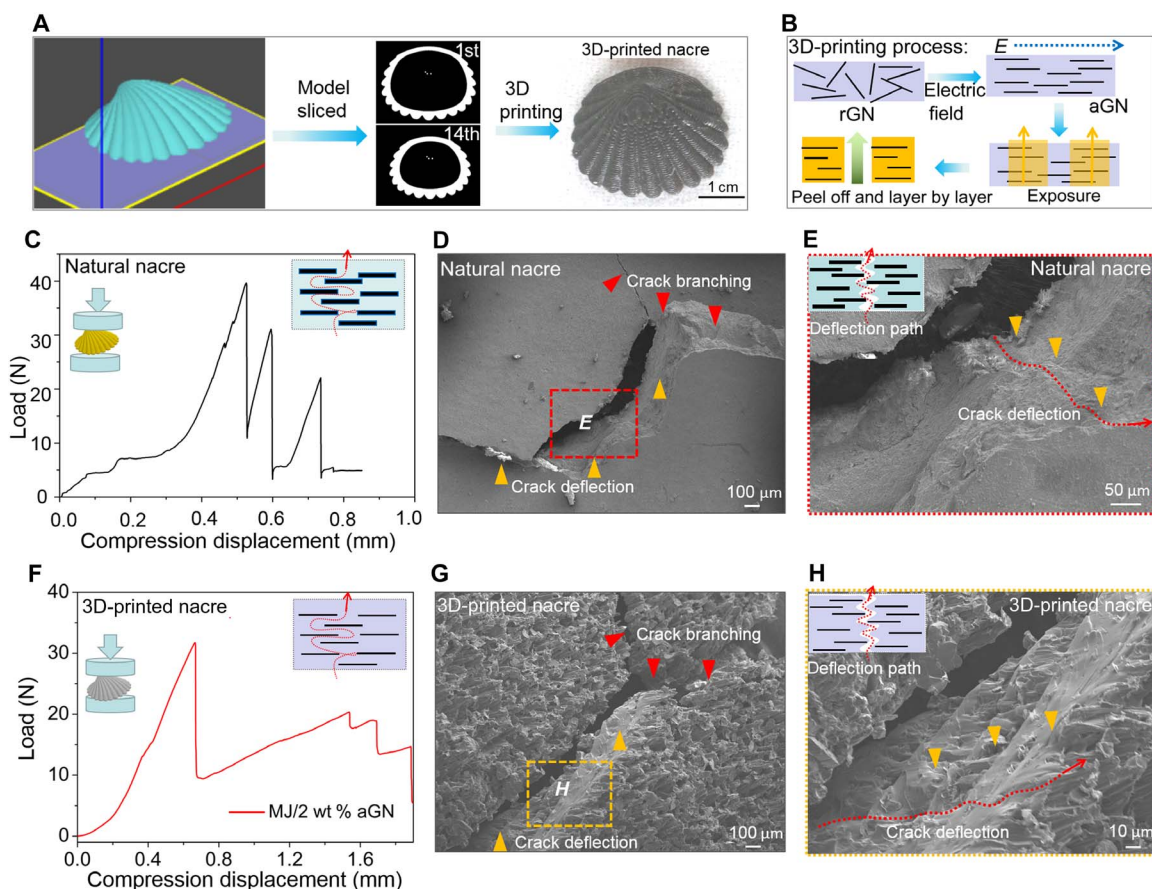 A
1st
14th
Model
sliced
3D
printing
3D-printed nacre
1 cm
B
3D-printing process:
E
rGN
Electric
field
aGN
Peel off and layer by layer
Exposure
C
Natural nacre
Load (N)
40
30
20
10
0
0.0 0.2 0.4 0.6 0.8 1.0
Compression displacement (mm)
D
Natural nacre
Crack branching
E
Crack deflection
100 μm
E
Natural nacre
Deflection path
Crack deflection
50 μm
F
3D-printed nacre
Load (N)
40
30
20
10
0
MJ/2 wt % aGN
0.0 0.4 0.8 1.2 1.6
Compression displacement (mm)
G
3D-printed nacre
Crack branching
H
Crack deflection
100 μm
H
3D-printed nacre
Deflection path
Crack deflection
10 μm